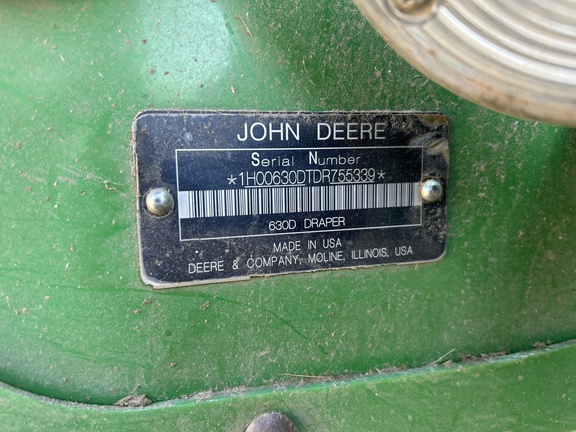 JOHN DEERE
Serial Number
*1H00630DTDR755339*
630D DRAPER
MADE IN USA
DEERE & COMPANY, MOLINE, ILLINOIS, USA